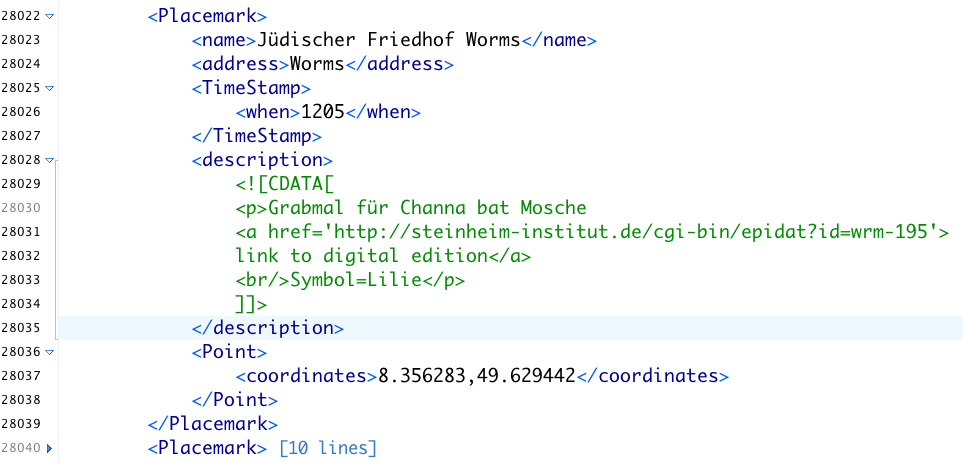 28022 <Placemark>
28023 <name>Jüdischer Friedhof Worms</name>
28024 <address>Worms</address>
28025 <TimeStamp>
28026 <when>1205</when>
28027 </TimeStamp>
28028 <description>
28029 <![CDATA[
28030 <p>Grabmal für Channa bat Mosche
28031 <a href='http://steinheim-institut.de/cgi-bin/epidat?id=wrm-195'>
28032 link to digital edition</a>
28033 <br/>Symbol=Lilie</p>
28034 ]]>
28035 </description>
28036 <Point>
28037 <coordinates>8.356283,49.629442</coordinates>
28038 </Point>
28039 </Placemark>
28040 <Placemark> [10 lines]